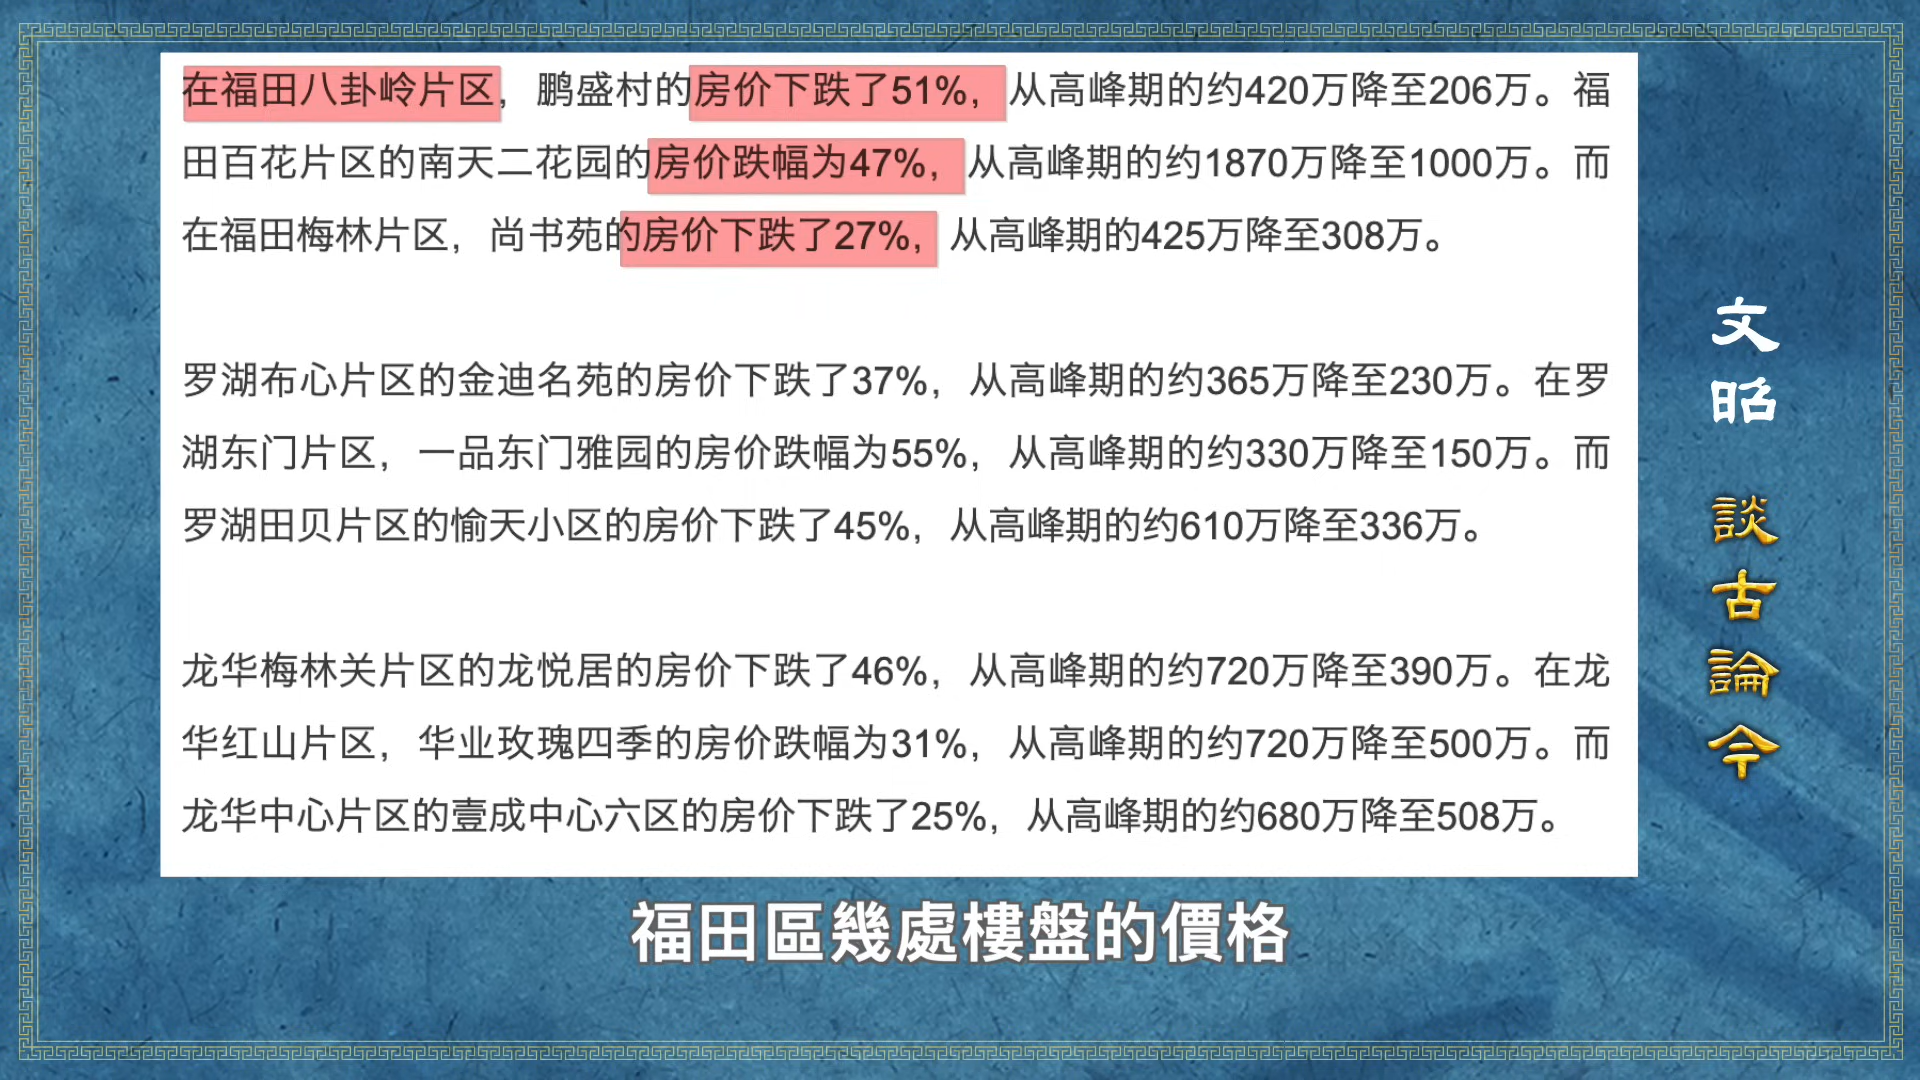 在福田八卦岭片区，鹏盛村的房价下跌了51%，从高峰期的约420万降至206万。福
田百花片区的南天二花园的房价跌幅为47%，从高峰期的约1870万降至1000万。而
在福田梅林片区，尚书苑的房价下跌了27%，从高峰期的425万降至308万。
罗湖布心片区的金迪名苑的房价下跌了37%，从高峰期的约365万降至230万。在罗
湖东门片区，一品东门雅园的房价跌幅为55%，从高峰期的约330万降至150万。而
罗湖田贝片区的愉天小区的房价下跌了45%，从高峰期的约610万降至336万。
龙华梅林关片区的龙悦居的房价下跌了46%，从高峰期的约720万降至390万。在龙
华红山片区，华业玫瑰四季的房价跌幅为31%，从高峰期的约720万降至500万。而
龙华中心片区的壹成中心六区的房价下跌了25%，从高峰期的约680万降至508万。
福田區幾處樓盤的價格
文昭 談古論今